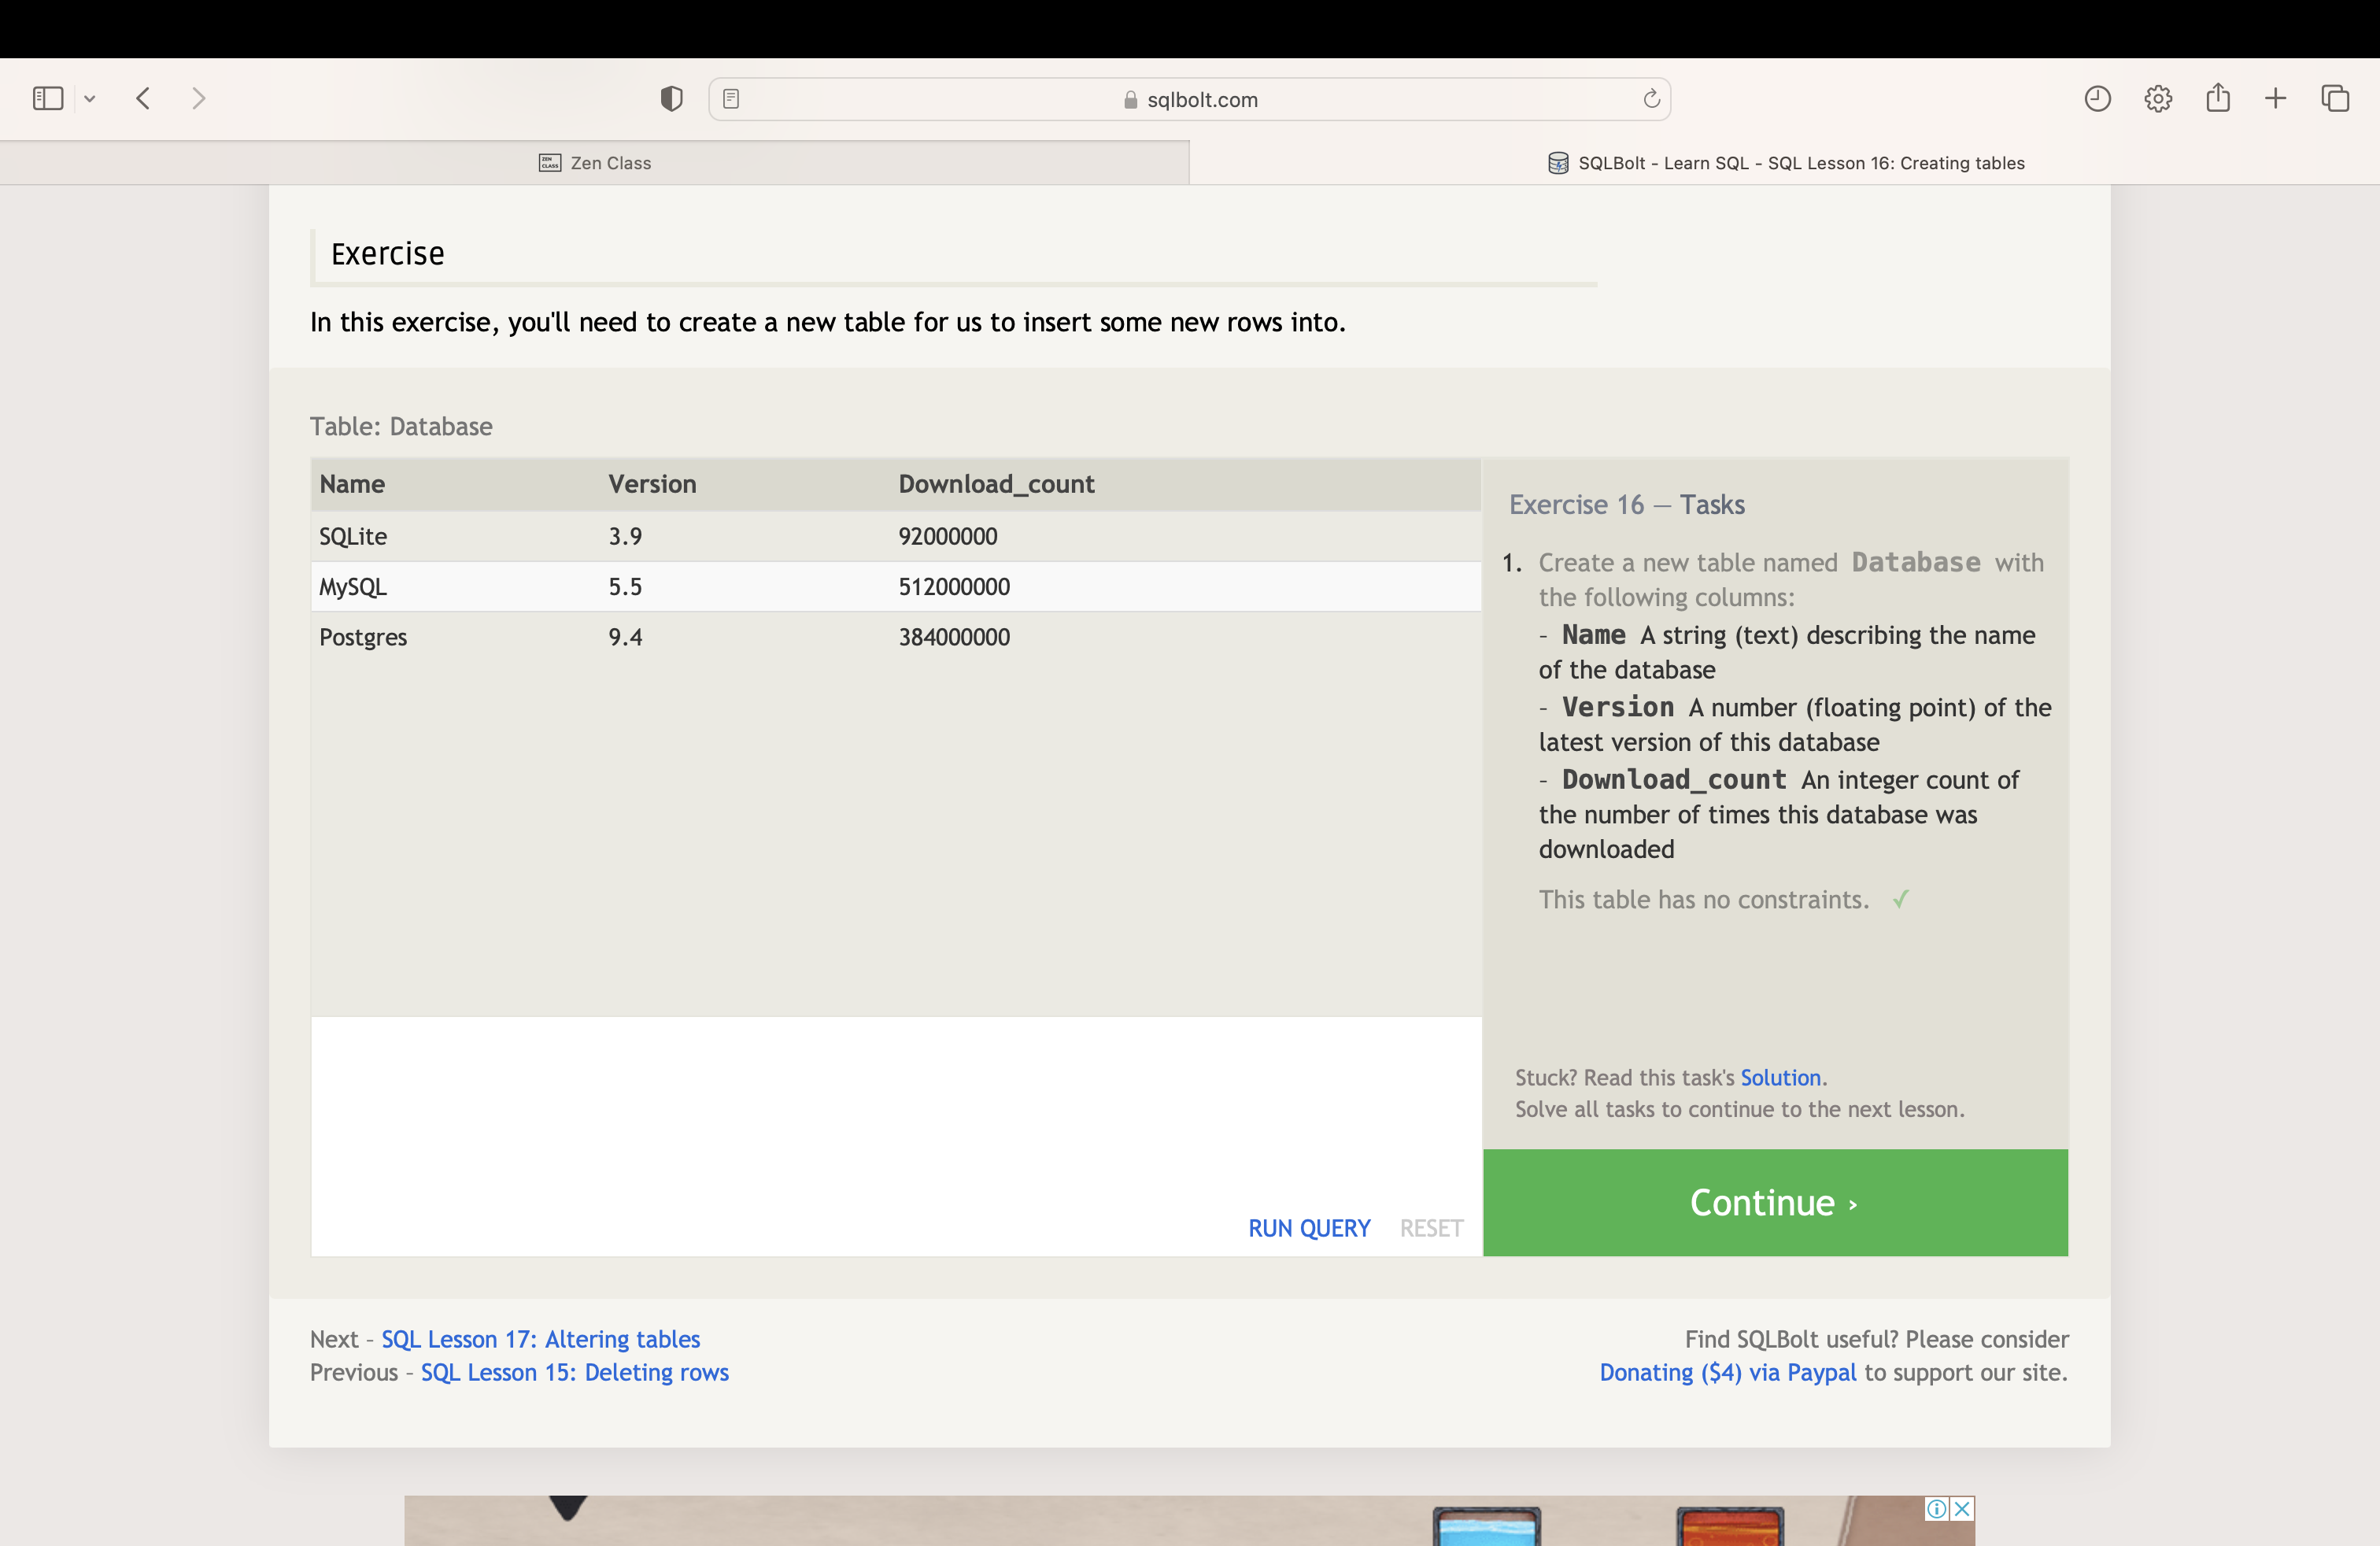 sqlbolt.com
ZEN CLASS Zen Class
SQLBolt - Learn SQL - SQL Lesson 16: Creating tables
Exercise
In this exercise, you'll need to create a new table for us to insert some new rows into.
Table: Database
Name Version Download_count
SQLite 3.9 92000000
MySQL 5.5 512000000
Postgres 9.4 384000000
Exercise 16 — Tasks
1. Create a new table named Database with
the following columns:
- Name A string (text) describing the name
of the database
- Version A number (floating point) of the
latest version of this database
- Download_count An integer count of
the number of times this database was
downloaded
This table has no constraints. ✓
Stuck? Read this task's Solution.
Solve all tasks to continue to the next lesson.
RUN QUERY RESET
Continue ›
Next – SQL Lesson 17: Altering tables
Previous – SQL Lesson 15: Deleting rows
Find SQLBolt useful? Please consider
Donating ($4) via Paypal to support our site.